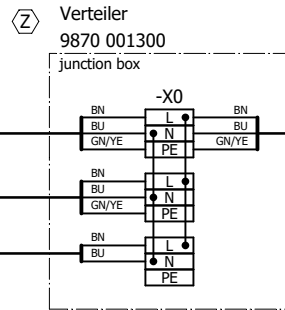 Z Verteiler
9870 001300
junction box
-X0
BN L BN
BU N BU
GN/YE PE GN/YE
BN L
BU N
GN/YE PE
BN L
BU N
PE